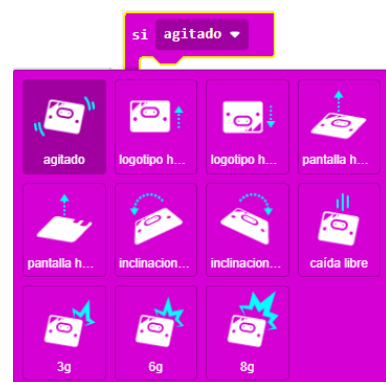 si agitado
agitado logotipo h... logotipo h... pantalla h...
pantalla h... inclinacion... inclinacion... caída libre
3g 6g 8g